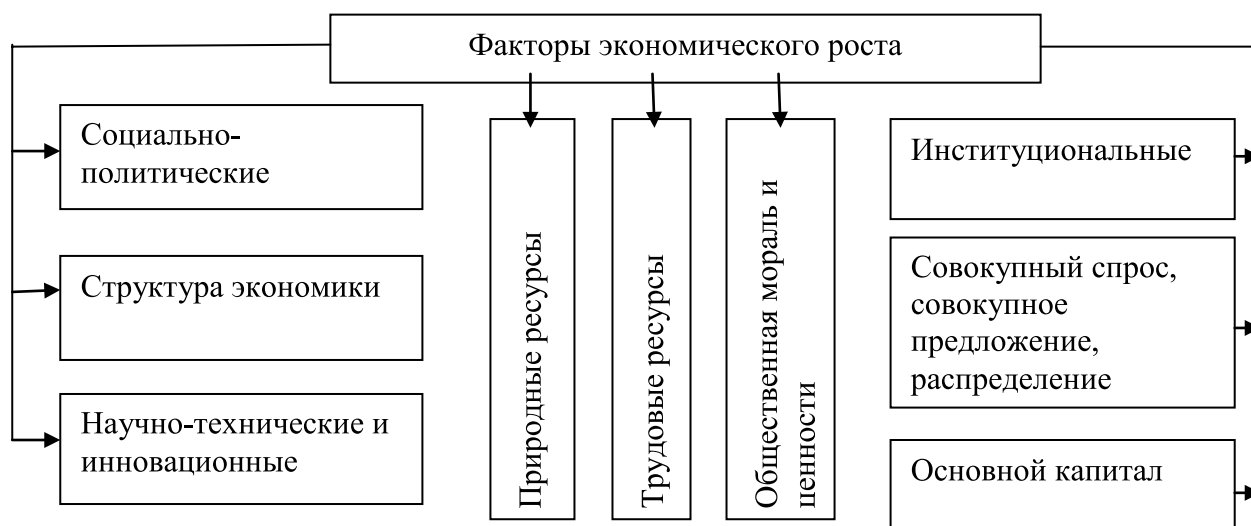 Факторы экономического роста
Социально-
политические
Структура экономики
Научно-технические и
инновационные
Природные ресурсы
Трудовые ресурсы
Общественная мораль и
пенности
Институциональные
Совокупный спрос,
совокупное
предложение,
распределение
Основной капитал